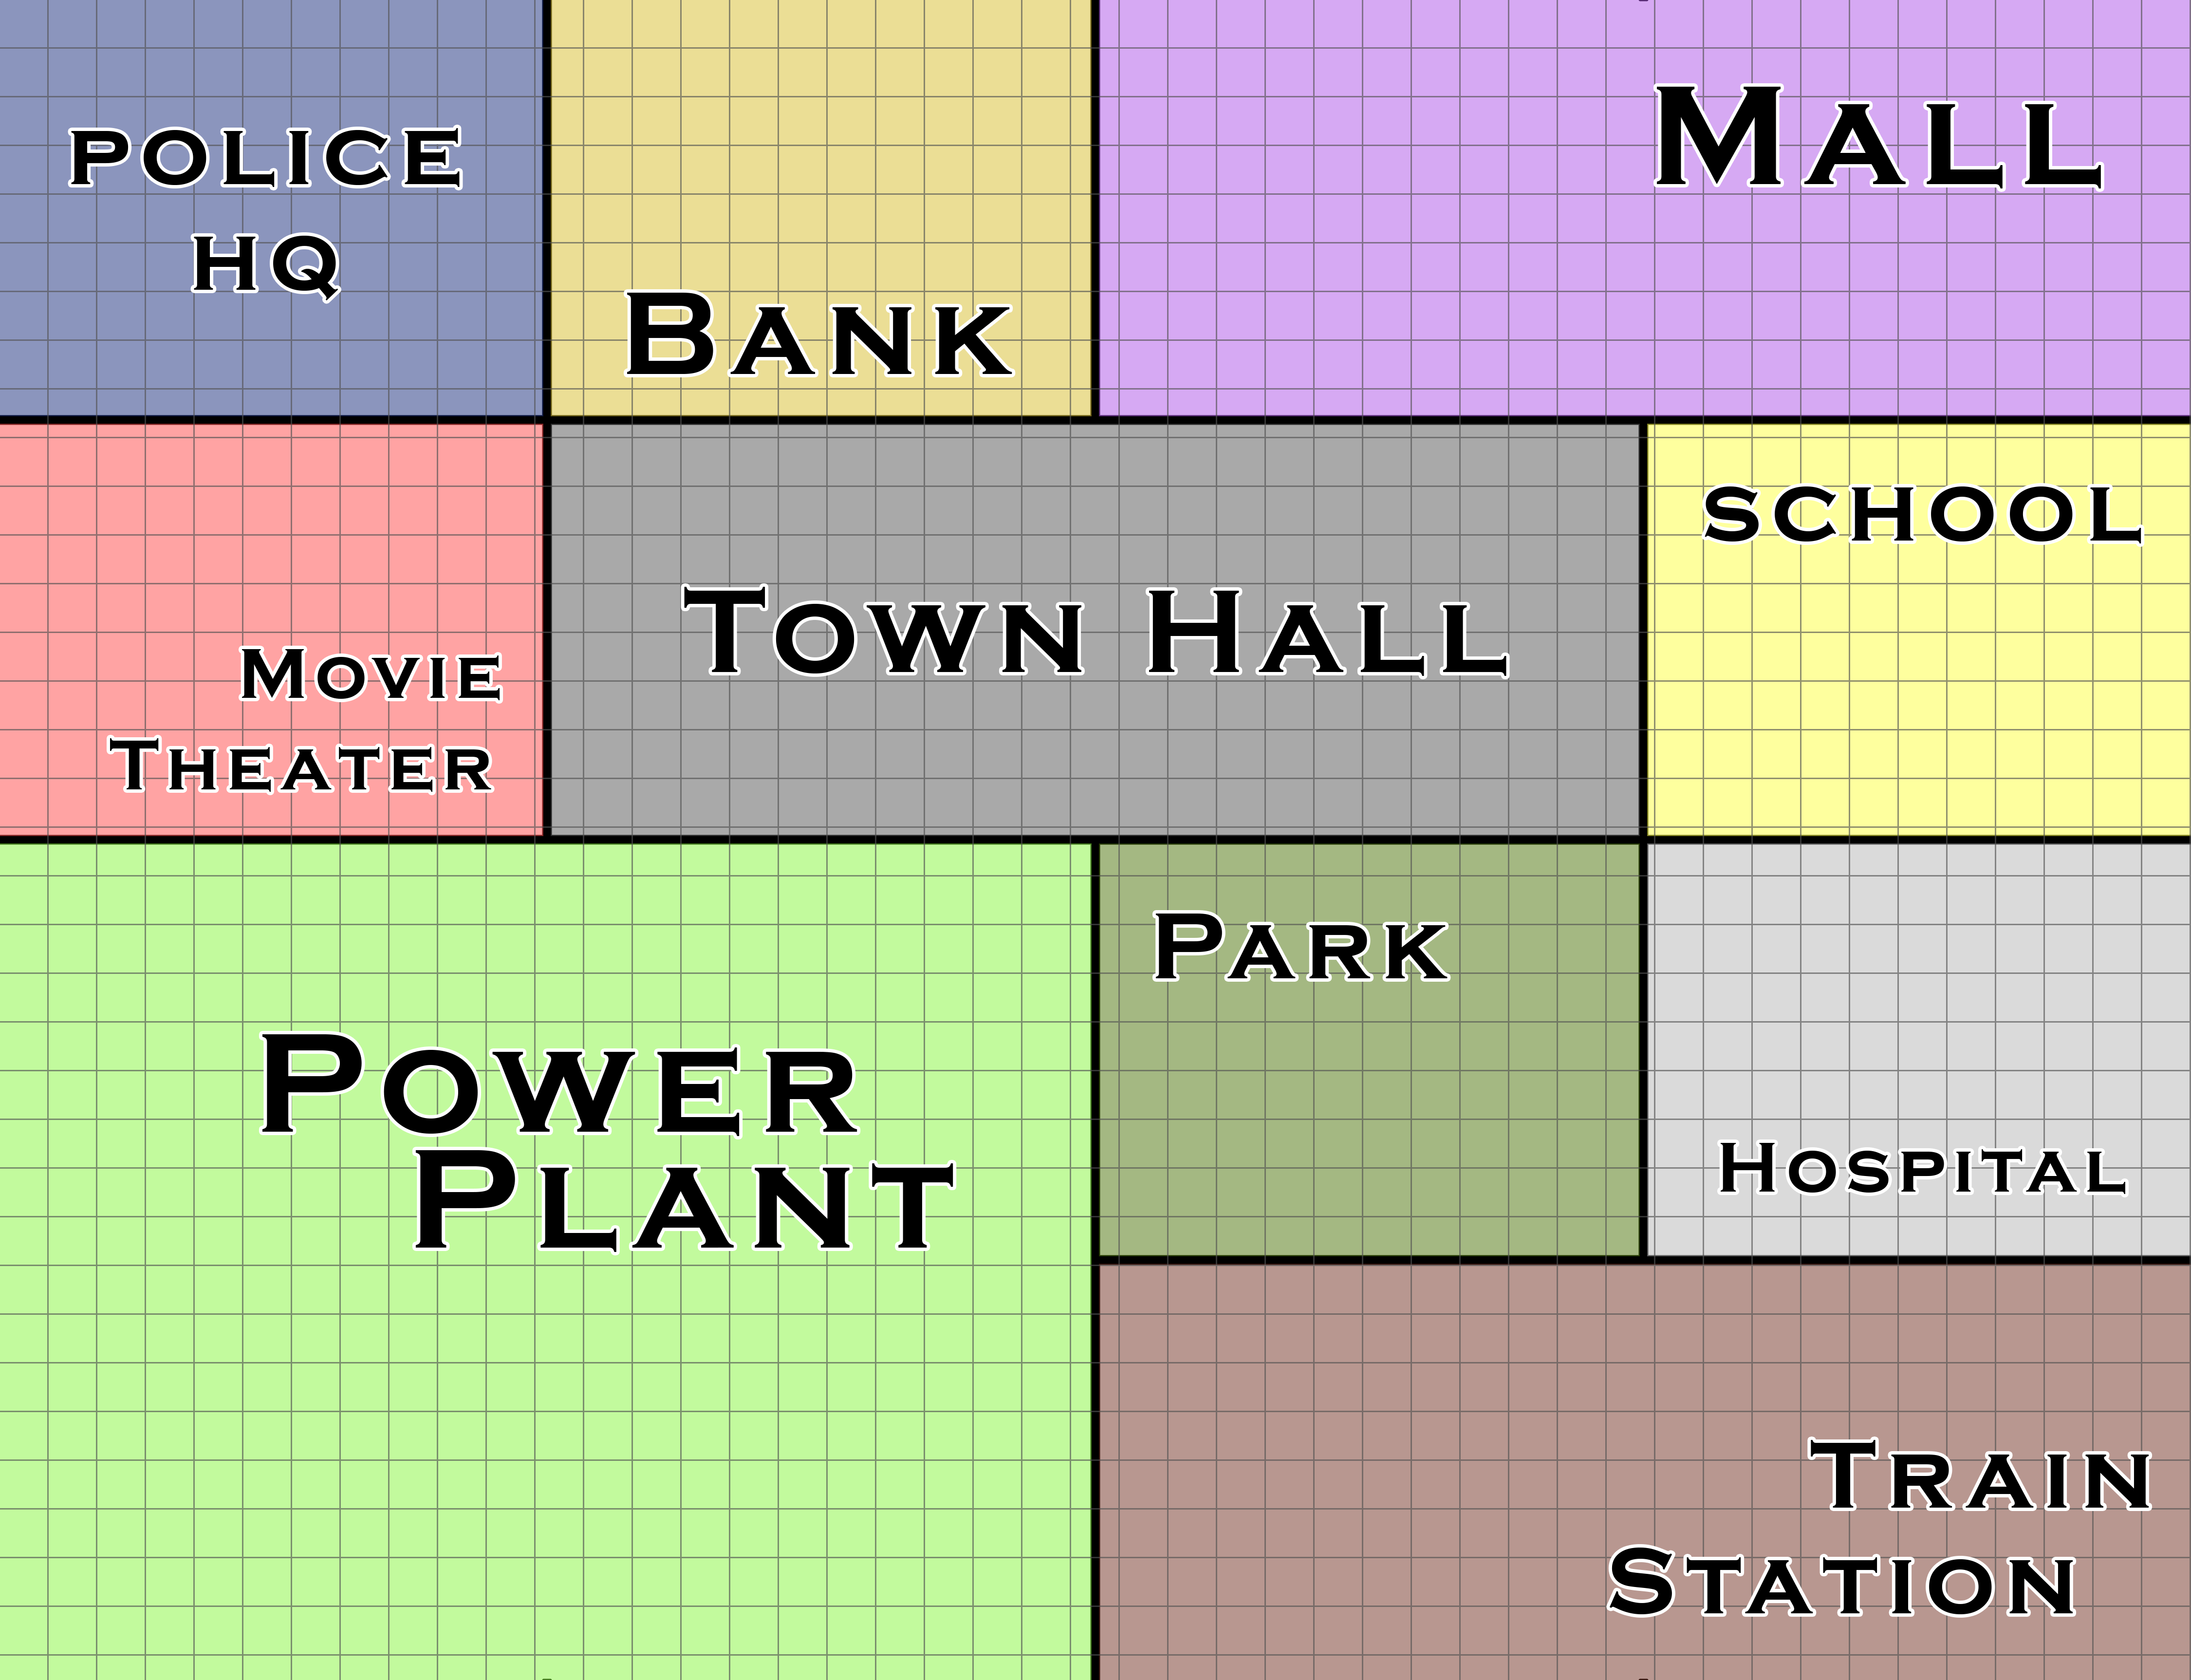 POLICE
HQ
BANK
MALL
MOVIE
THEATER
TOWN HALL
SCHOOL
POWER
PLANT
PARK
HOSPITAL
TRAIN
STATION